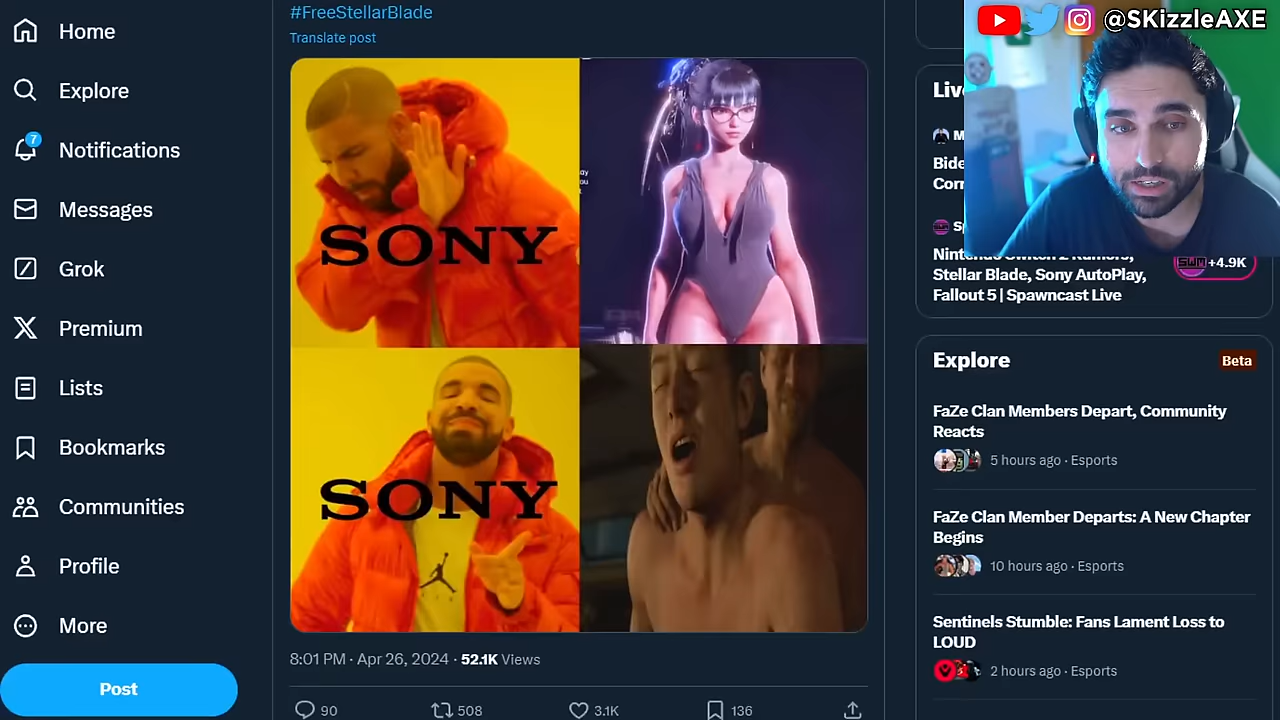 Home
Explore
7
Notifications
Messages
Grok
Premium
Lists
Bookmarks
Communities
Profile
More
Post
#FreeStellarBlade
Translate post
SONY
SONY
8:01 PM · Apr 26, 2024 · 52.1K Views
90
508
3.1K
136
@SKizzleAXE
Nintendo Switch 2 Rumors,
Stellar Blade, Sony AutoPlay,
Fallout 5 | Spawncast Live
SWM +4.9K
Explore
Beta
FaZe Clan Members Depart, Community
Reacts
5 hours ago · Esports
FaZe Clan Member Departs: A New Chapter
Begins
10 hours ago · Esports
Sentinels Stumble: Fans Lament Loss to
LOUD
2 hours ago · Esports